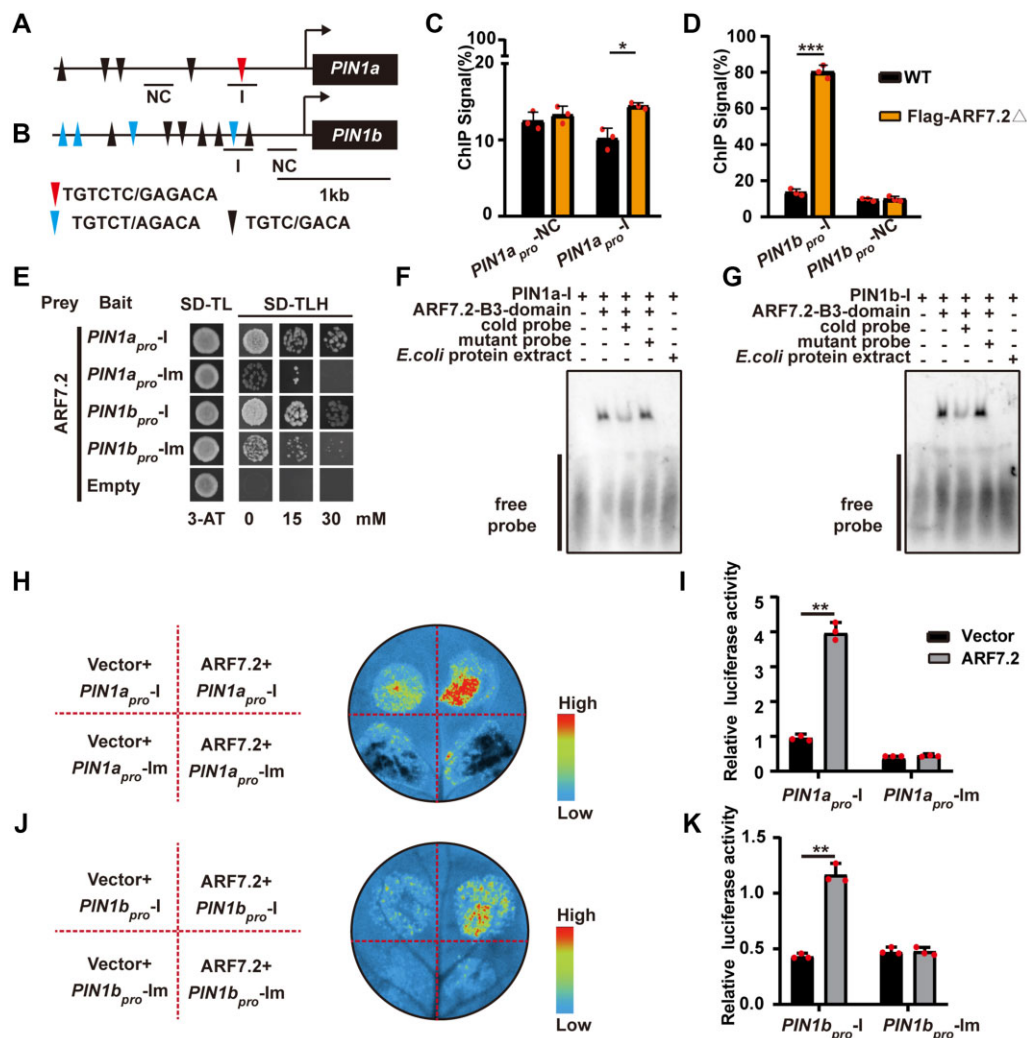 A
PIN1a
NC
I
B
PIN1b
I
NC
1kb
TGTCTC/GAGACA
TGTCT/AGACA
TGTC/GACA
C
ChIP Signal(%)
100
20
10
0
*
PIN1a pro-NC
PIN1a pro-I
D
ChIP Signal(%)
100
80
60
40
20
0
***
PIN1b pro-I
PIN1b pro-NC
WT
Flag-ARF7.2△
E
Prey
Bait
SD-TL
SD-TLH
ARF7.2
PIN1a pro-I
PIN1a pro-Im
PIN1b pro-I
PIN1b pro-Im
Empty
3-AT
0
15
30
mM
F
PIN1a-I + + + + +
ARF7.2-B3-domain - + + + -
cold probe - - + - -
mutant probe - - - + -
E.coli protein extract - - - - +
free
probe
G
PIN1b-I + + + + +
ARF7.2-B3-domain - + + + -
cold probe - - + - -
mutant probe - - - + -
E.coli protein extract - - - - +
free
probe
H
Vector+
PIN1a pro-I
ARF7.2+
PIN1a pro-I
Vector+
PIN1a pro-Im
ARF7.2+
PIN1a pro-Im
High
Low
I
Relative luciferase activity
5
4
3
2
1
0
**
Vector
ARF7.2
PIN1a pro-I
PIN1a pro-Im
J
Vector+
PIN1b pro-I
ARF7.2+
PIN1b pro-I
Vector+
PIN1b pro-Im
ARF7.2+
PIN1b pro-Im
High
Low
K
Relative luciferase activity
1.5
1.0
0.5
0.0
**
PIN1b pro-I
PIN1b pro-Im